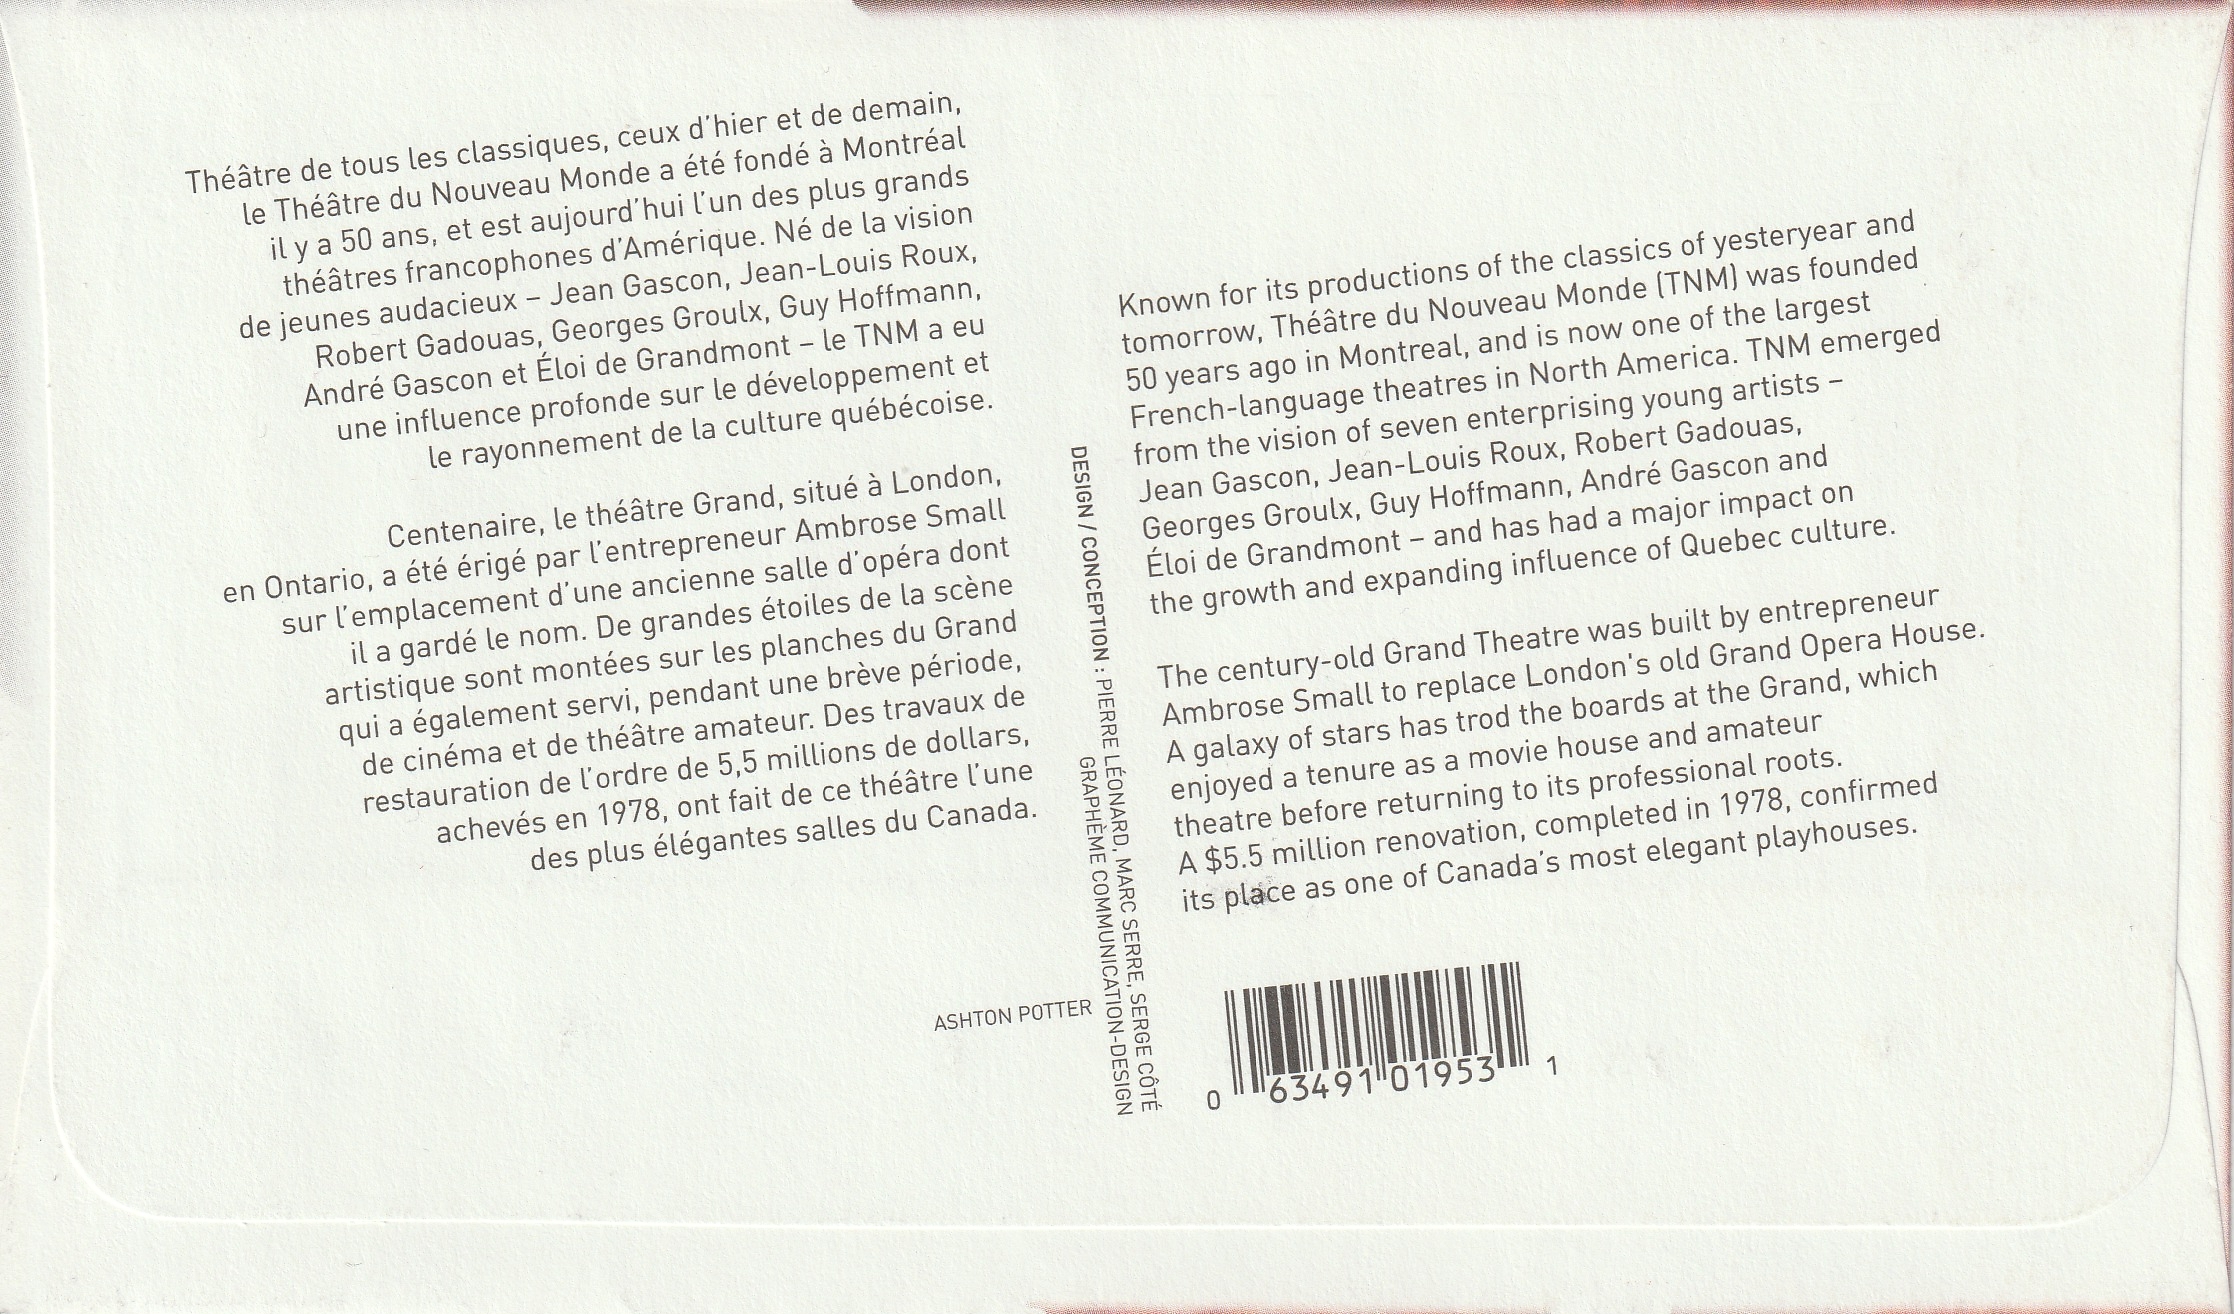 Théâtre de tous les classiques, ceux d'hier et de demain,
le Théâtre du Nouveau Monde a été fondé à Montréal
il y a 50 ans, et est aujourd'hui l'un des plus grands
théâtres francophones d'Amérique. Né de la vision
de jeunes audacieux – Jean Gascon, Jean-Louis Roux,
Robert Gadouas, Georges Groulx, Guy Hoffmann,
André Gascon et Éloi de Grandmont – le TNM a eu
une influence profonde sur le développement et
le rayonnement de la culture québécoise.
Centenaire, le théâtre Grand, situé à London,
en Ontario, a été érigé par l'entrepreneur Ambrose Small
sur l'emplacement d'une ancienne salle d'opéra dont
il a gardé le nom. De grandes étoiles de la scène
artistique sont montées sur les planches du Grand
qui a également servi, pendant une brève période,
de cinéma et de théâtre amateur. Des travaux de
restauration de l'ordre de 5,5 millions de dollars,
achevés en 1978, ont fait de ce théâtre l'une
des plus élégantes salles du Canada.
ASHTON POTTER
DESIGN / CONCEPTION : PIERRE LÉONARD, MARC SERRE, SERGE CÔTÉ
GRAPHÈME COMMUNICATION-DESIGN
Known for its productions of the classics of yesteryear and
tomorrow, Théâtre du Nouveau Monde (TNM) was founded
50 years ago in Montreal, and is now one of the largest
French-language theatres in North America. TNM emerged
from the vision of seven enterprising young artists –
Jean Gascon, Jean-Louis Roux, Robert Gadouas,
Georges Groulx, Guy Hoffmann, André Gascon and
Éloi de Grandmont – and has had a major impact on
the growth and expanding influence of Quebec culture.
The century-old Grand Theatre was built by entrepreneur
Ambrose Small to replace London's old Grand Opera House.
A galaxy of stars has trod the boards at the Grand, which
enjoyed a tenure as a movie house and amateur
theatre before returning to its professional roots.
A $5.5 million renovation, completed in 1978, confirmed
its place as one of Canada's most elegant playhouses.
0 63491 01953 1